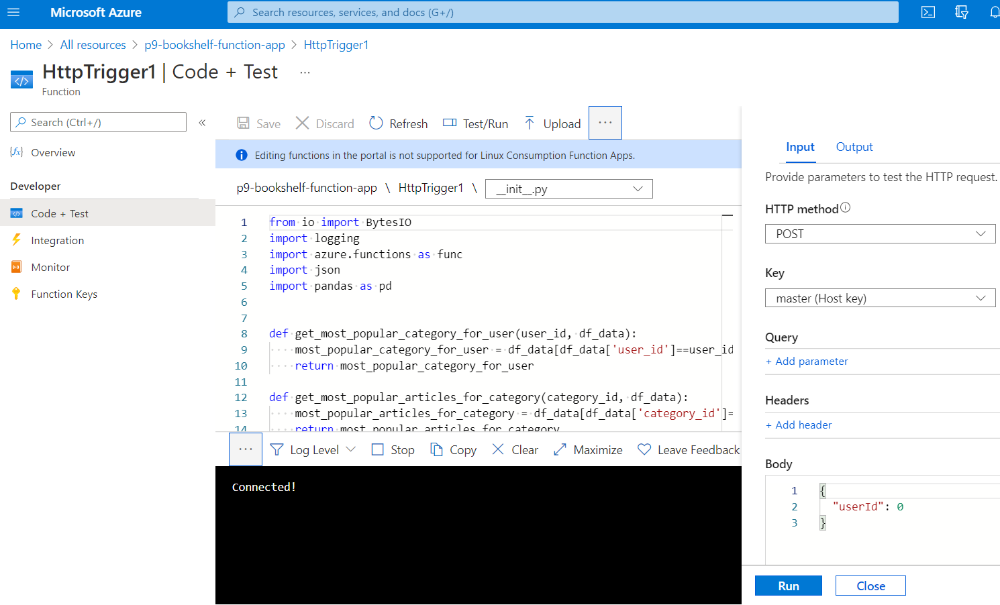 Microsoft Azure
Search resources, services, and docs (G+/)
Home > All resources > p9-bookshelf-function-app > HttpTrigger1
HttpTrigger1 | Code + Test ...
Function
Search (Ctrl+/)
«
Overview
Developer
Code + Test
Integration
Monitor
Function Keys
Save Discard Refresh Test/Run Upload ...
Editing functions in the portal is not supported for Linux Consumption Function Apps.
p9-bookshelf-function-app \ HttpTrigger1 \ __init__.py
1 from io import BytesIO
2 import logging
3 import azure.functions as func
4 import json
5 import pandas as pd
6
7
8 def get_most_popular_category_for_user(user_id, df_data):
9 most_popular_category_for_user = df_data[df_data['user_id']==user_id
10 return most_popular_category_for_user
11
12 def get_most_popular_articles_for_category(category_id, df_data):
13 most_popular_articles_for_category = df_data[df_data['category_id']=
14 return most_popular_articles_for_category
... Log Level Stop Copy Clear Maximize Leave Feedback
Connected!
Input Output
Provide parameters to test the HTTP request.
HTTP method
POST
Key
master (Host key)
Query
+ Add parameter
Headers
+ Add header
Body
1 {
2 "userId": 0
3 }
Run Close